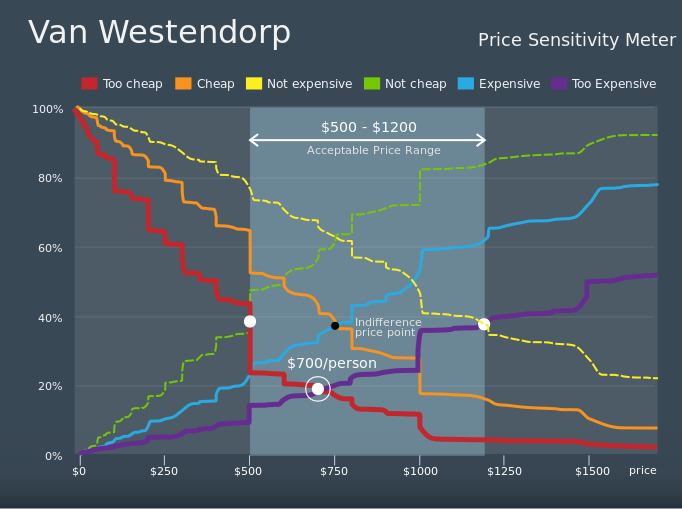 Van Westendorp
Price Sensitivity Meter
Too cheap Cheap Not expensive Not cheap Expensive Too Expensive
100%
80%
60%
40%
20%
0%
$500 - $1200
Acceptable Price Range
Indifference
price point
$700/person
$0 $250 $500 $750 $1000 $1250 $1500 price